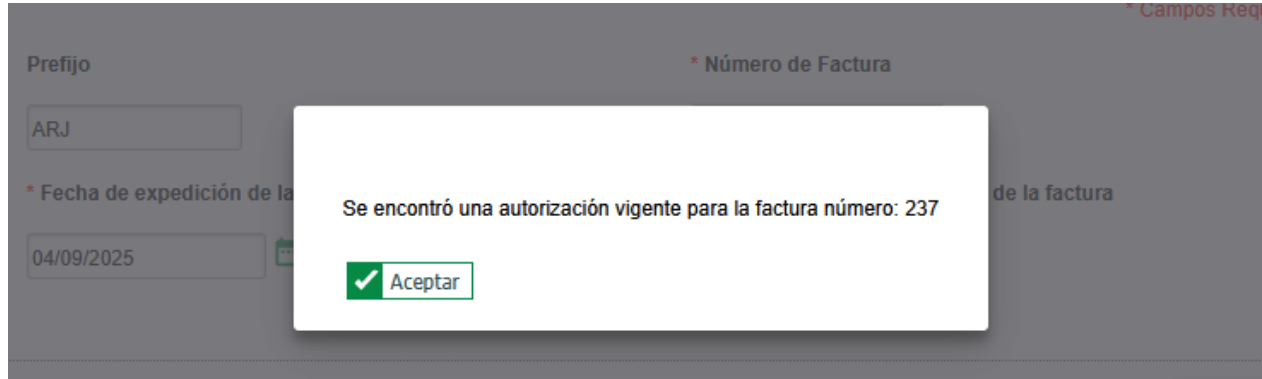 * Campos Requ
Prefijo
* Número de Factura
ARJ
* Fecha de expedición de la
de la factura
Se encontró una autorización vigente para la factura número: 237
04/09/2025
Aceptar